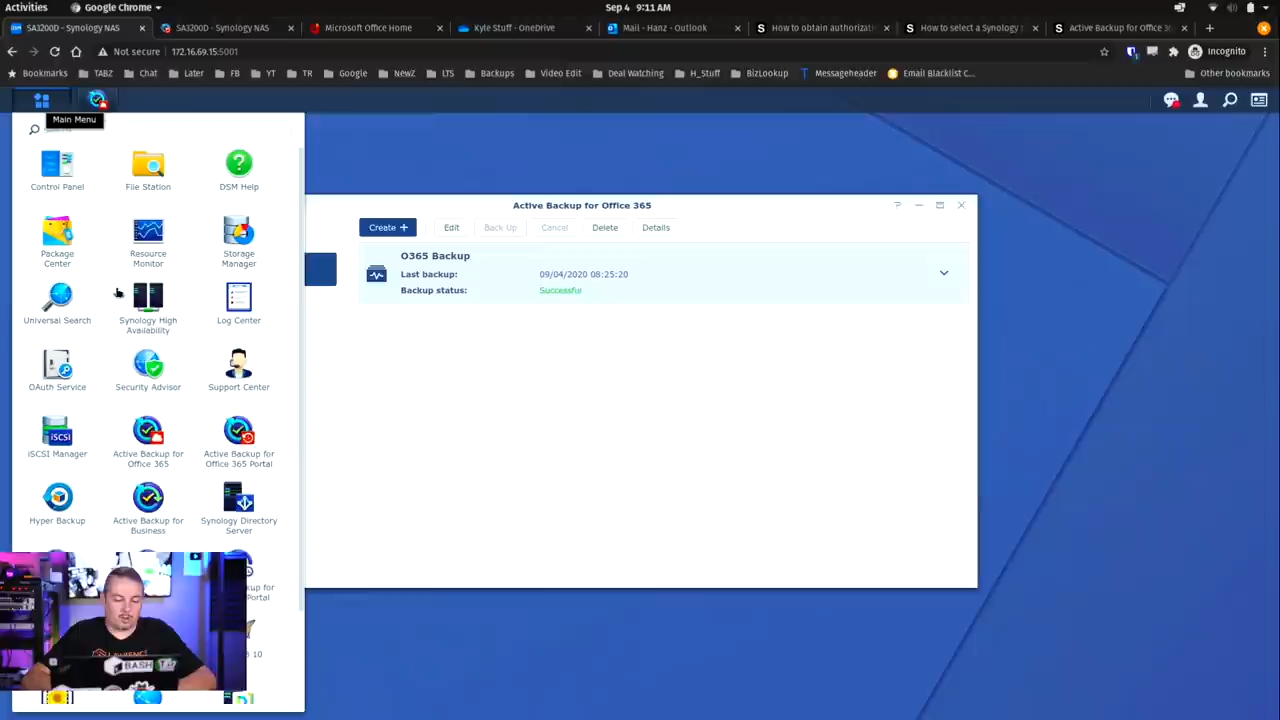 Activities
Google Chrome
Sep 4 9:11 AM
SA3200D - Synology NAS
SA3200D - Synology NAS
Microsoft Office Home
Kyle Stuff - OneDrive
Mail - Hanz - Outlook
How to obtain authorizati
How to select a Synology
Active Backup for Office 36
Not secure
172.16.69.15:5001
Incognito
Bookmarks
TABZ
Chat
Later
FB
YT
TR
Google
NewZ
LTS
Backups
Video Edit
Deal Watching
H_Stuff
BizLookup
Messageheader
Email Blacklist C...
Other bookmarks
Main Menu
Control Panel
File Station
DSM Help
Package
Center
Resource
Monitor
Storage
Manager
Universal Search
Synology High
Availability
Log Center
OAuth Service
Security Advisor
Support Center
iSCSI
iSCSI Manager
Active Backup for
Office 365
Active Backup for
Office 365 Portal
Hyper Backup
Active Backup for
Business
Synology Directory
Server
kup for
Portal
10
Active Backup for Office 365
Create +
Edit
Back Up
Cancel
Delete
Details
O365 Backup
Last backup:
09/04/2020 08:25:20
Backup status:
Successful
BASH